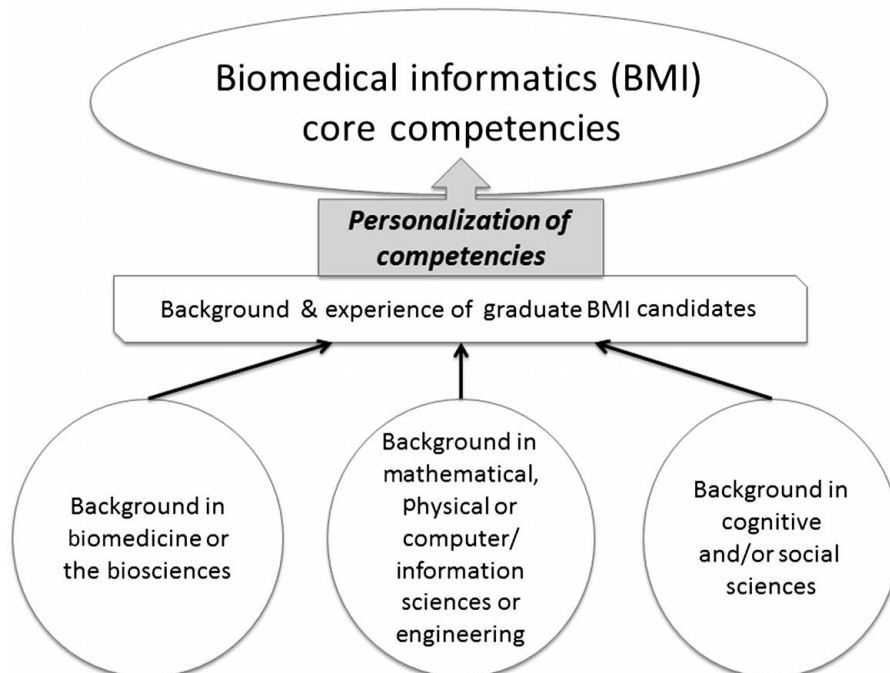 Biomedical informatics (BMI)
core competencies
Personalization of
competencies
Background & experience of graduate BMI candidates
Background in
biomedicine or
the biosciences
Background in
mathematical,
Physical or
computer/
information
sciences or
engineering
Background in
cognitive
and/or social
sciences